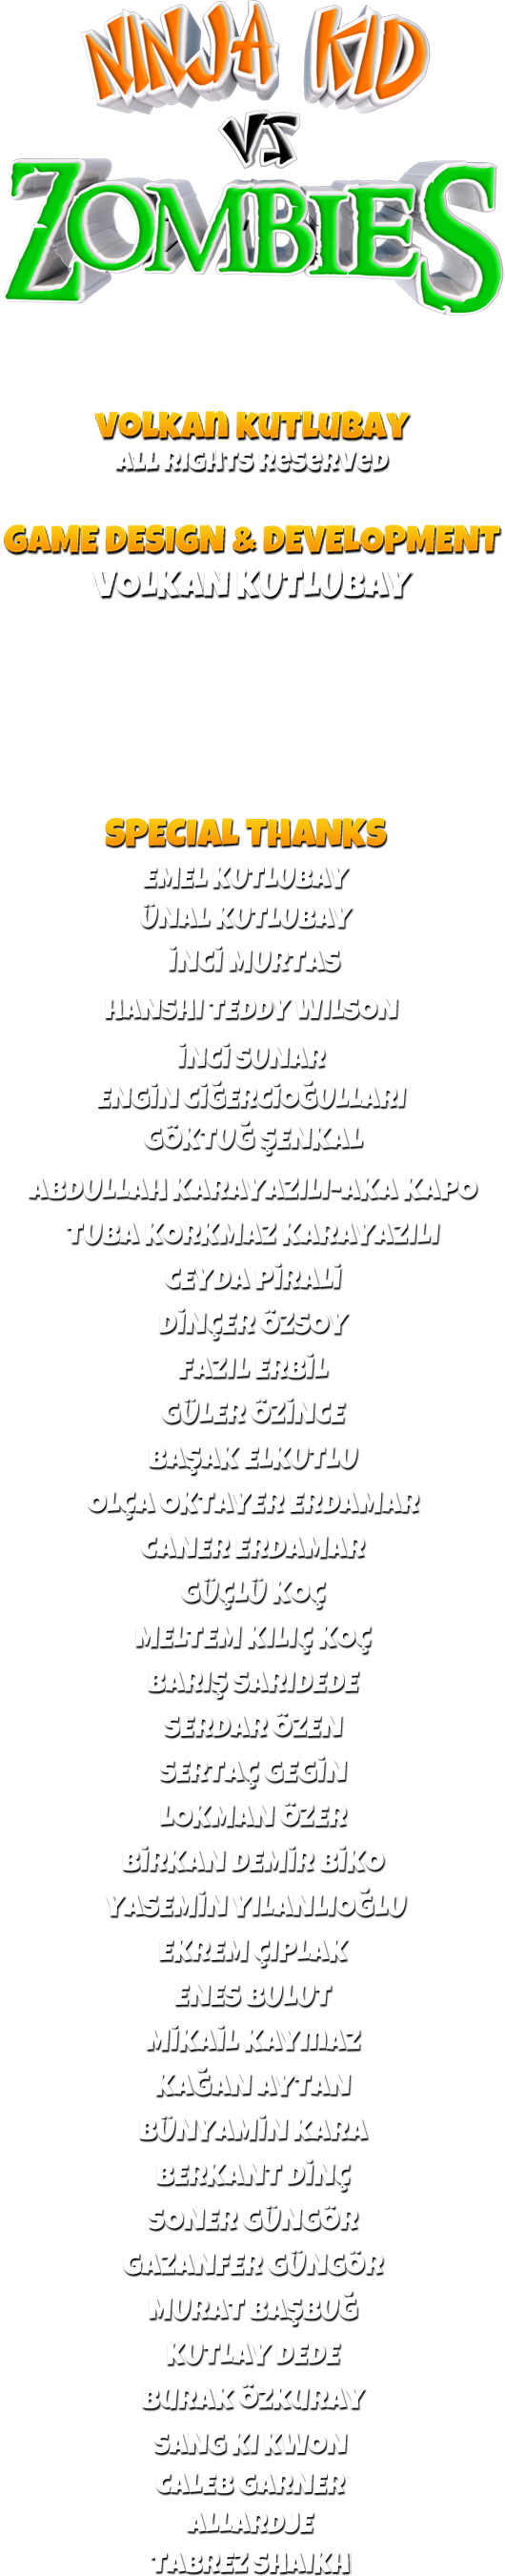 NINJA KID
VS
ZOMBIES
VOLKAN KUTLUBAY
ALL RIGHTS RESERVED
GAME DESIGN & DEVELOPMENT
VOLKAN KUTLUBAY
SPECIAL THANKS
EMEL KUTLUBAY
ÜNAL KUTLUBAY
İNCİ MURTAS
HANSHI TEDDY WILSON
İNCİ SUNAR
ENGİN CİĞERCİOĞULLARI
GÖKTUĞ ŞENKAL
ABDULLAH KARAYAZILI-AKA KAPO
TUBA KORKMAZ KARAYAZILI
CEYDA PİRALİ
DİNÇER ÖZSOY
FAZIL ERBİL
GÜLER ÖZİNCE
BAŞAK ELKUTLU
OLÇA OKTAYER ERDAMAR
CANER ERDAMAR
GÜÇLÜ KOÇ
MELTEM KILIÇ KOÇ
BARIŞ SARIDEDE
SERDAR ÖZEN
SERTAÇ GEGİN
LOKMAN ÖZER
BİRKAN DEMİR BİKO
YASEMİN YILANLIOĞLU
EKREM ÇIPLAK
ENES BULUT
MİKAİL KAYMAZ
KAĞAN AYTAN
BÜNYAMİN KARA
BERKANT DİNÇ
SONER GÜNGÖR
GAZANFER GÜNGÖR
MURAT BAŞBUĞ
KUTLAY DEDE
BURAK ÖZKURAY
SANG KI KWON
CALEB GARNER
ALLARDJE
TABREZ SHAIKH